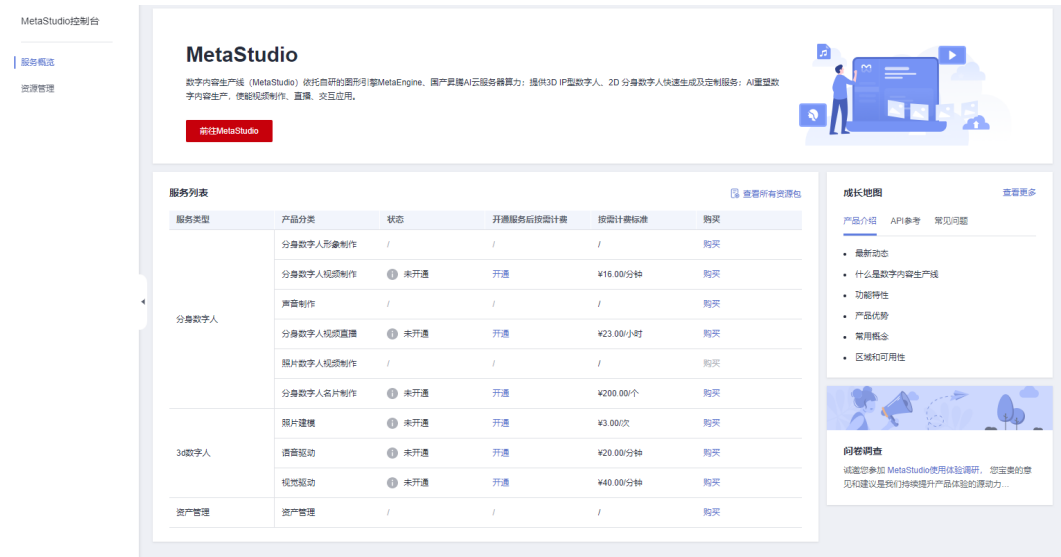 MetaStudio控制台
服务概览
资源管理
MetaStudio
数字内容生产线（MetaStudio）依托自研的图形引擎MetaEngine、国产昇腾AI云服务器算力；提供3D IP型数字人、2D 分身数字人快速生成及定制服务；AI重塑数
字内容生产，使能视频制作、直播、交互应用。
前往MetaStudio
服务列表 查看所有资源包
服务类型 产品分类 状态 开通服务后按需计费 按需计费标准 购买
分身数字人
分身数字人形象制作 / / / 购买
分身数字人视频制作 未开通 开通 ¥16.00/分钟 购买
声音制作 / / / 购买
分身数字人视频直播 未开通 开通 ¥23.00/小时 购买
照片数字人视频制作 / / / 购买
分身数字人名片制作 未开通 开通 ¥200.00/个 购买
3d数字人
照片建模 未开通 开通 ¥3.00/次 购买
语音驱动 未开通 开通 ¥20.00/分钟 购买
视觉驱动 未开通 开通 ¥40.00/分钟 购买
资产管理 资产管理 / / / 购买
成长地图 查看更多
产品介绍 API参考 常见问题
最新动态
什么是数字内容生产线
功能特性
产品优势
常用概念
区域和可用性
问卷调查
诚邀您参加 MetaStudio使用体验调研， 您宝贵的意
见和建议是我们持续提升产品体验的源动力...